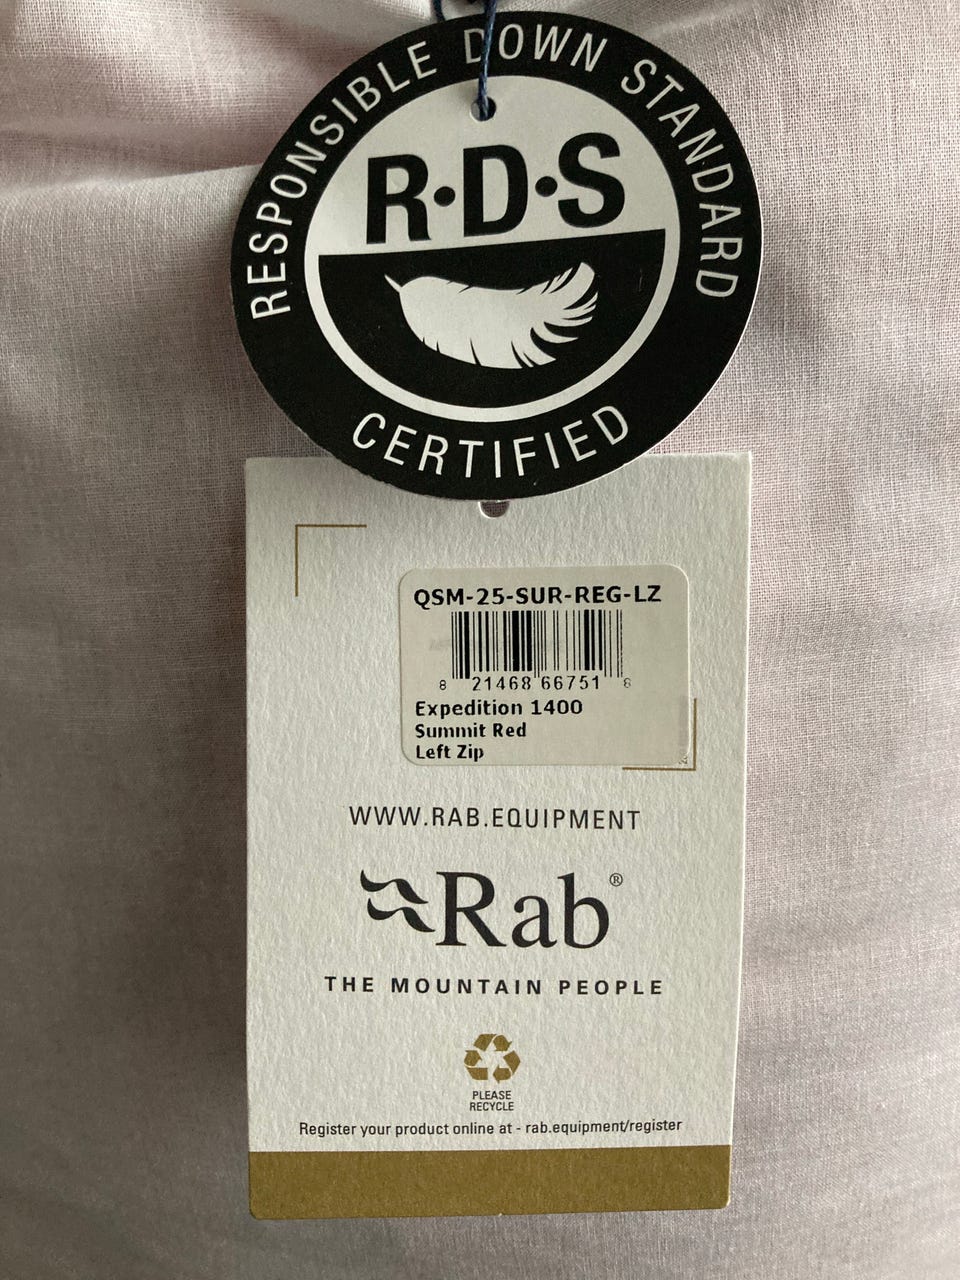 RESPONSIBLE DOWN STANDARD
R·D·S
CERTIFIED
QSM-25-SUR-REG-LZ
8 21468 66751 8
Expedition 1400
Summit Red
Left Zip
WWW.RAB.EQUIPMENT
Rab®
THE MOUNTAIN PEOPLE
PLEASE
RECYCLE
Register your product online at - rab.equipment/register